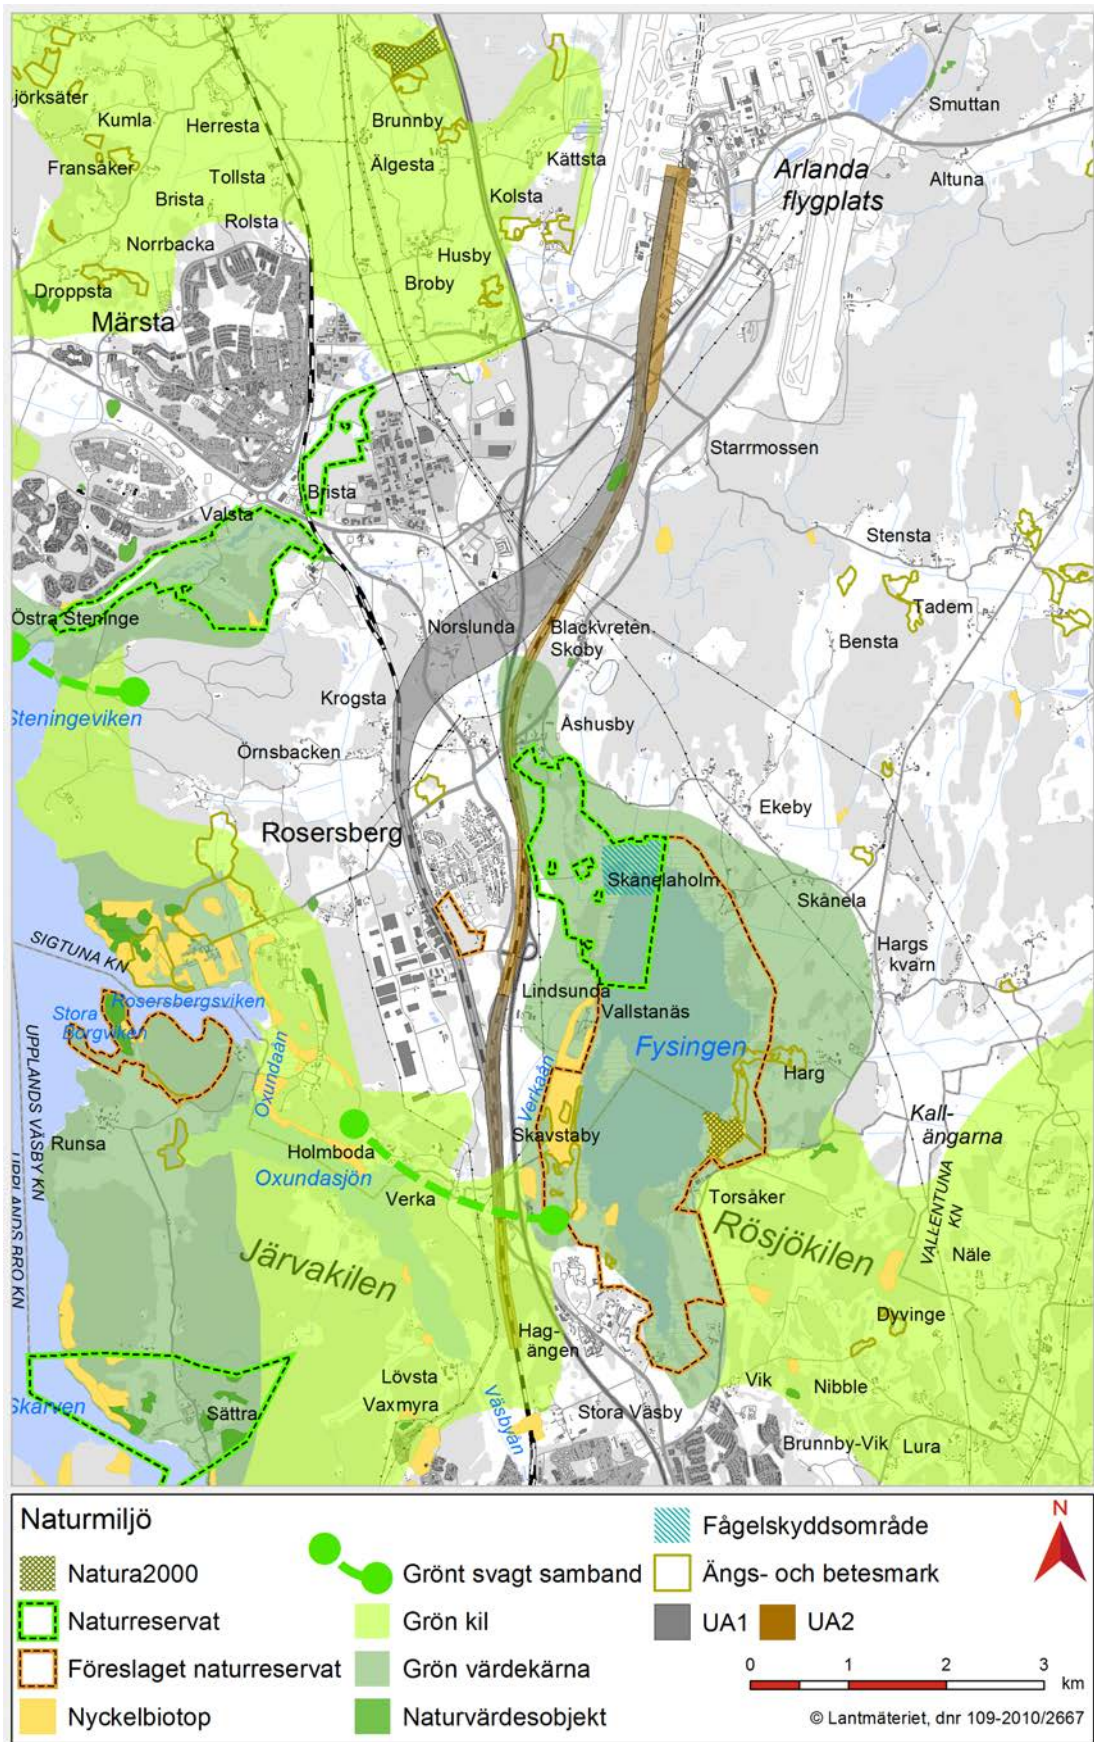 jörksäter
Kumla
Herresta
Brunnby
Smuttan
Fransåker
Älgesta
Kättsta
Arlanda
flygplats
Altuna
Tollsta
Brista
Kolsta
Rolsta
Norrbacka
Husby
Broby
Droppsta
Märsta
Starrmossen
Brista
Valsta
Stensta
Östra Steninge
Norslunda
Blackvreten
Skoby
Tadem
Bensta
Krogsta
Steningeviken
Åshusby
Örnsbacken
Ekeby
Rosersberg
Skånelaholm
Skånela
SIGTUNA KN
Hargs
kvarn
Rosersbergsviken
Lindsunda
Vallstanäs
Stora
Borgviken
UPPLANDS VÄSBY KN
UPPLANDS BRO KN
Oxundaån
Verkaån
Fysingen
Harg
Runsa
Holmboda
Skavstaby
Kall-
ängarna
Oxundasjön
Verka
Torsåker
VALLENTUNA
KN
Järvakilen
Rösjökilen
Näle
Dyvinge
Hag-
ängen
Lövsta
Vaxmyra
Väsbyån
Vik
Nibble
Skarven
Sättra
Stora Väsby
Brunnby-Vik
Lura
Naturmiljö
Natura2000
Naturreservat
Föreslaget naturreservat
Nyckelbiotop
Grönt svagt samband
Grön kil
Grön värdekärna
Naturvärdesobjekt
Fågelskyddsområde
Ängs- och betesmark
UA1
UA2
N
0 1 2 3
km
© Lantmäteriet, dnr 109-2010/2667